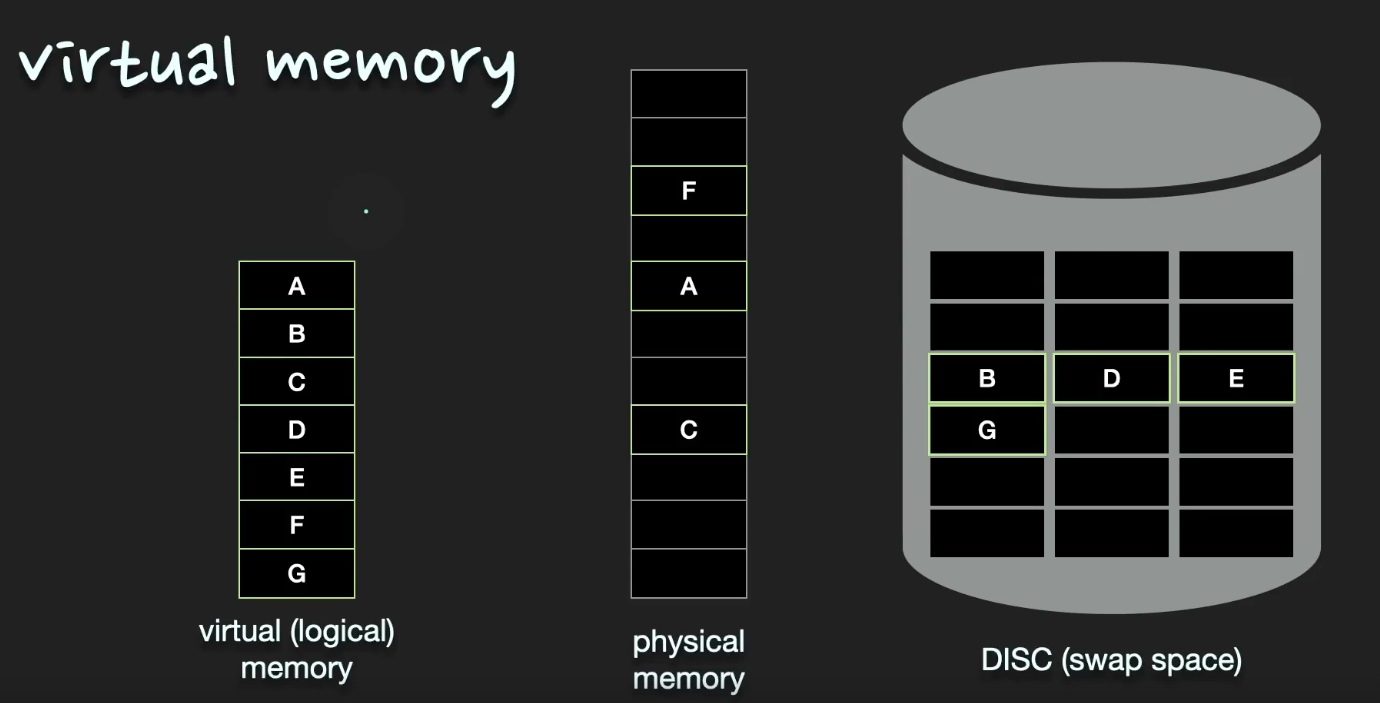 virtual memory
A
B
C
D
E
F
G
virtual (logical)
memory
F
A
C
physical
memory
B D E
G
DISC (swap space)